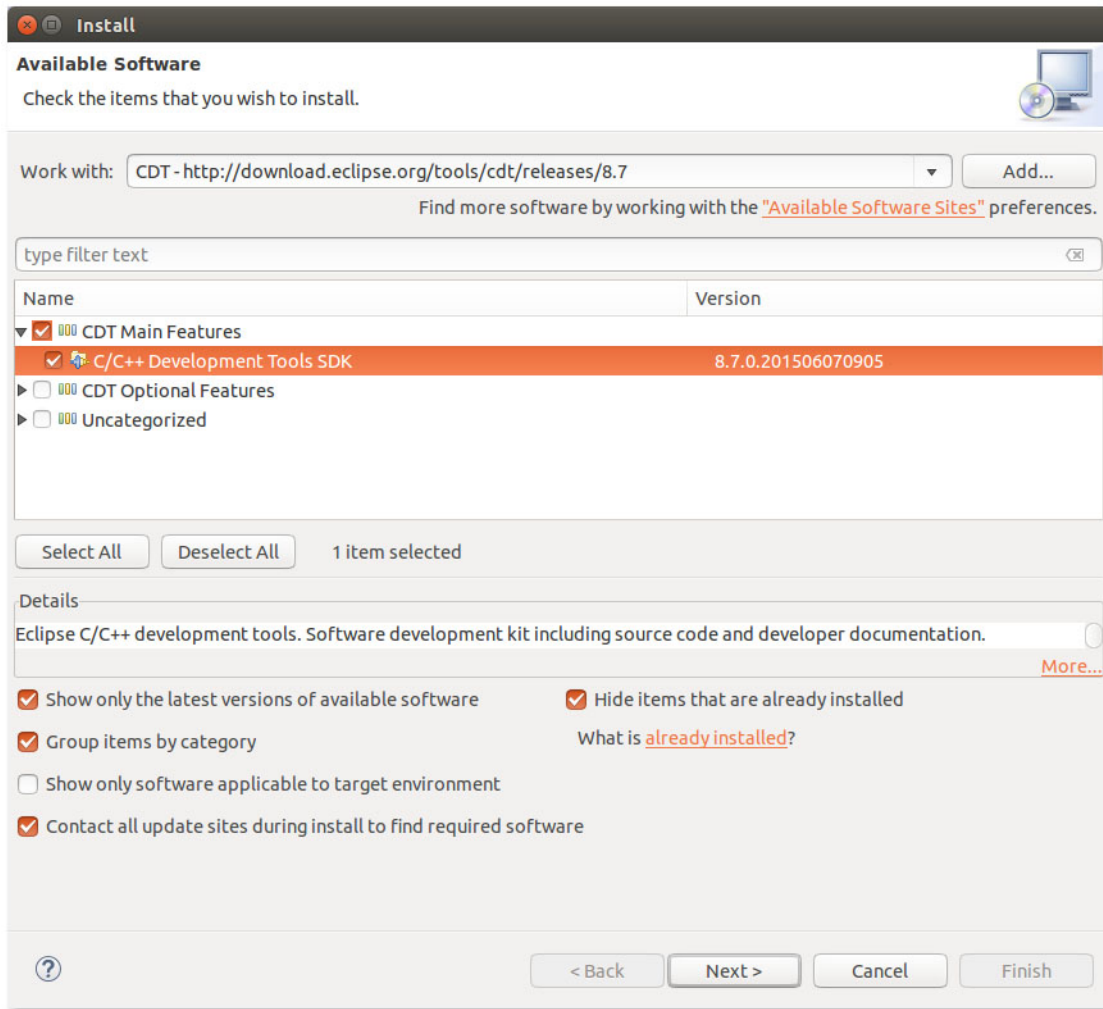 Install
Available Software
Check the items that you wish to install.
Work with: CDT - http://download.eclipse.org/tools/cdt/releases/8.7 Add...
Find more software by working with the "Available Software Sites" preferences.
type filter text
Name Version
CDT Main Features
C/C++ Development Tools SDK 8.7.0.201506070905
CDT Optional Features
Uncategorized
Select All Deselect All 1 item selected
Details
Eclipse C/C++ development tools. Software development kit including source code and developer documentation.
More...
Show only the latest versions of available software Hide items that are already installed
Group items by category What is already installed?
Show only software applicable to target environment
Contact all update sites during install to find required software
? < Back Next > Cancel Finish